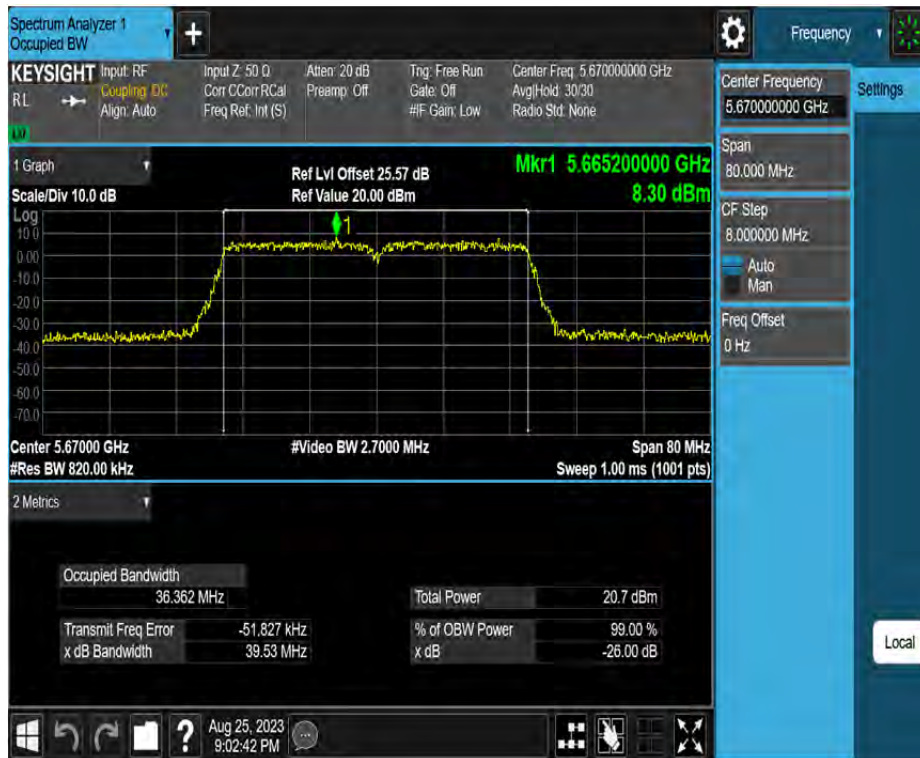 Spectrum Analyzer 1
Occupied BW
+
Frequency
KEYSIGHT
RL
Input: RF
Coupling: DC
Align: Auto
Input Z: 50 Ω
Corr CCorr RCal
Freq Ref: Int (S)
Atten: 20 dB
Preamp: Off
Trig: Free Run
Gate: Off
#IF Gain: Low
Center Freq: 5.670000000 GHz
Avg|Hold: 30/30
Radio Std: None
Center Frequency
5.670000000 GHz
Settings
Span
80.000 MHz
CF Step
8.000000 MHz
Auto
Man
Freq Offset
0 Hz
1 Graph
Scale/Div 10.0 dB
Ref Lvl Offset 25.57 dB
Ref Value 20.00 dBm
Mkr1 5.665200000 GHz
8.30 dBm
Log
10.0
0.00
-10.0
-20.0
-30.0
-40.0
-50.0
-60.0
-70.0
1
Center 5.67000 GHz
#Res BW 820.00 kHz
#Video BW 2.7000 MHz
Span 80 MHz
Sweep 1.00 ms (1001 pts)
2 Metrics
Occupied Bandwidth
36.362 MHz
Total Power 20.7 dBm
Transmit Freq Error -51.827 kHz
% of OBW Power 99.00 %
x dB Bandwidth 39.53 MHz
x dB -26.00 dB
Local
?
Aug 25, 2023
9:02:42 PM